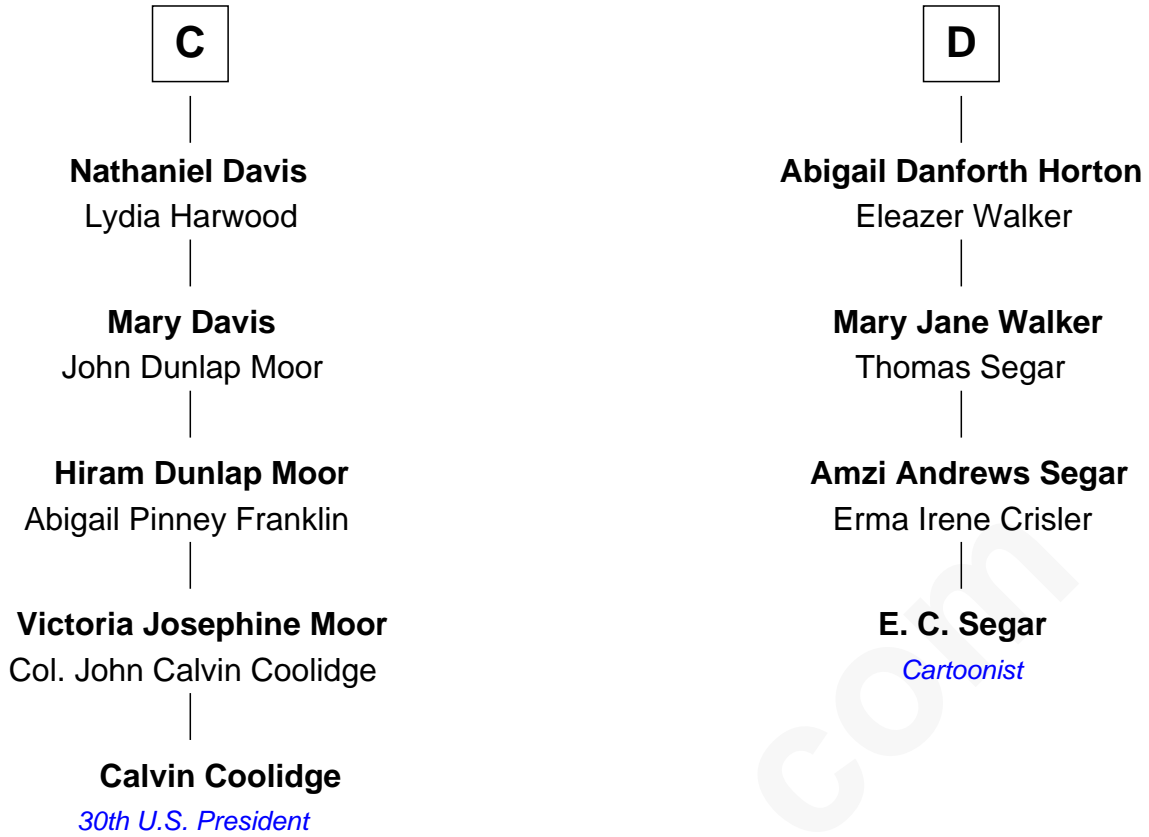 C
Nathaniel Davis
Lydia Harwood
Mary Davis
John Dunlap Moor
Hiram Dunlap Moor
Abigail Pinney Franklin
Victoria Josephine Moor
Col. John Calvin Coolidge
Calvin Coolidge
30th U.S. President
D
Abigail Danforth Horton
Eleazer Walker
Mary Jane Walker
Thomas Segar
Amzi Andrews Segar
Erma Irene Crisler
E. C. Segar
Cartoonist
com